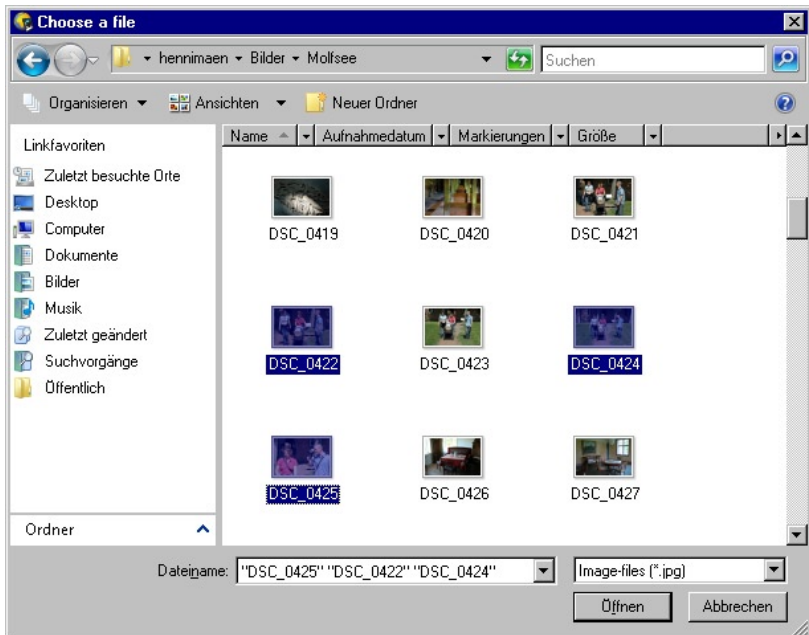 Choose a file
hennimaen Bilder Molfsee
Suchen
Organisieren Ansichten Neuer Ordner
Linkfavoriten
Zuletzt besuchte Orte
Desktop
Computer
Dokumente
Bilder
Musik
Zuletzt geändert
Suchvorgänge
Öffentlich
Ordner
Name Aufnahmedatum Markierungen Größe
DSC_0419 DSC_0420 DSC_0421
DSC_0422 DSC_0423 DSC_0424
DSC_0425 DSC_0426 DSC_0427
Dateiname: "DSC_0425" "DSC_0422" "DSC_0424" Image-files (*.jpg)
Öffnen Abbrechen